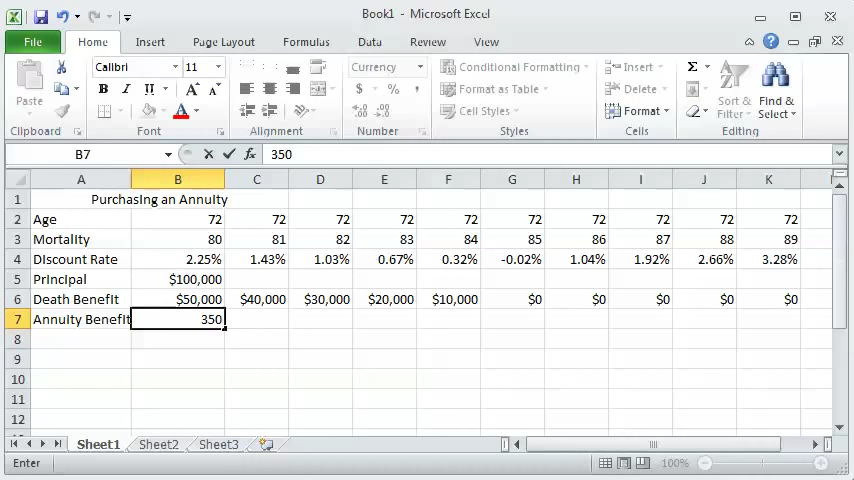 Book1 - Microsoft Excel
File Home Insert Page Layout Formulas Data Review View
Calibri 11 Currency Conditional Formatting Insert Σ
Paste B I U $ % , Format as Table Delete Sort & Find &
A Cell Styles Format Filter Select
Clipboard Font Alignment Number Styles Cells Editing
B7 fx 350
A B C D E F G H I J K
1 Purchasing an Annuity
2 Age 72 72 72 72 72 72 72 72 72 72
3 Mortality 80 81 82 83 84 85 86 87 88 89
4 Discount Rate 2.25% 1.43% 1.03% 0.67% 0.32% -0.02% 1.04% 1.92% 2.66% 3.28%
5 Principal $100,000
6 Death Benefit $50,000 $40,000 $30,000 $20,000 $10,000 $0 $0 $0 $0 $0
7 Annuity Benefit 350
8
9
10
11
12
Sheet1 Sheet2 Sheet3
Enter 100%